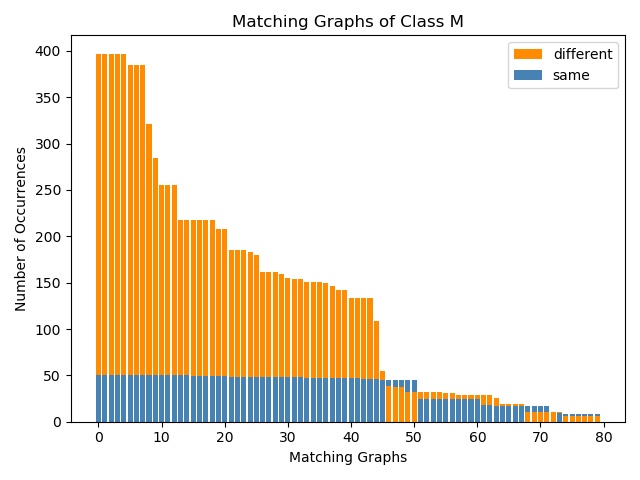 Matching Graphs of Class M
different
same
Number of Occurrences
400
350
300
250
200
150
100
50
0
0 10 20 30 40 50 60 70 80
Matching Graphs